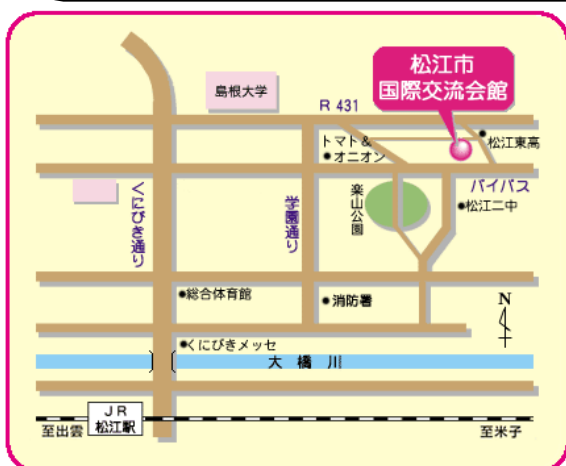 松江市
国際交流会館
島根大学
R 431
トマト&
オニオン
松江東高
バイパス
くにびき通り
学園通り
楽山公園
松江二中
総合体育館
消防署
N
くにびきメッセ
大橋川
JR
松江駅
至出雲
至米子